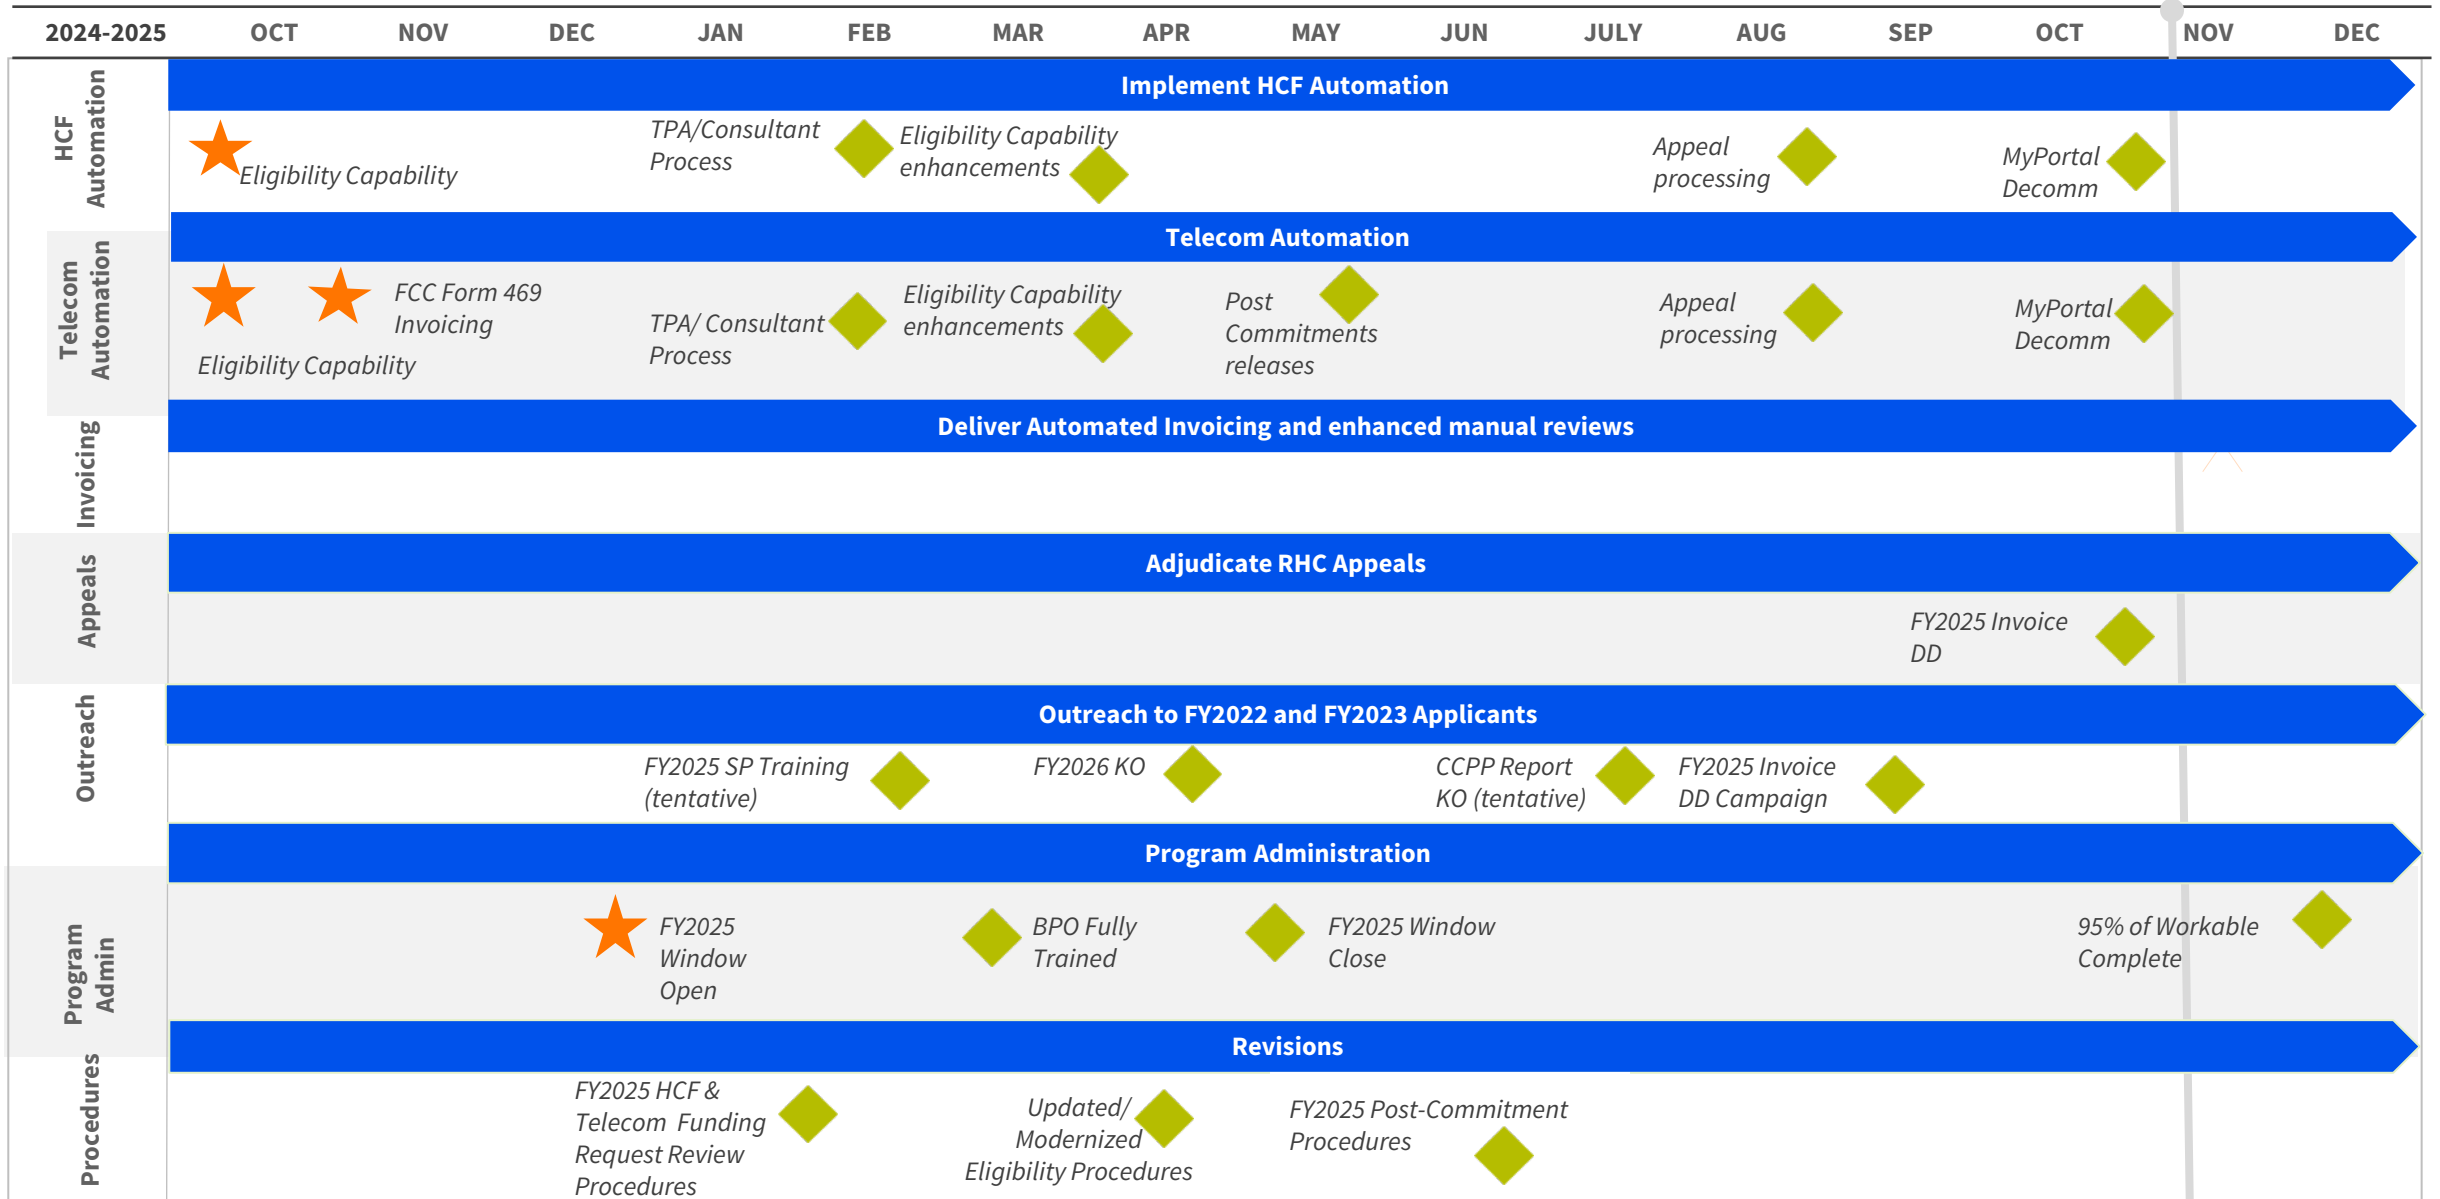 2024-2025 OCT NOV DEC JAN FEB MAR APR MAY JUN JULY AUG SEP OCT NOV DEC
HCF
Automation
Implement HCF Automation
Eligibility Capability
TPA/Consultant
Process
Eligibility Capability
enhancements
Appeal
processing
MyPortal
Decomm
Telecom
Automation
Telecom Automation
Eligibility Capability
FCC Form 469
Invoicing
TPA/ Consultant
Process
Eligibility Capability
enhancements
Post
Commitments
releases
Appeal
processing
MyPortal
Decomm
Invoicing
Deliver Automated Invoicing and enhanced manual reviews
Appeals
Adjudicate RHC Appeals
FY2025 Invoice
DD
Outreach
Outreach to FY2022 and FY2023 Applicants
FY2025 SP Training
(tentative)
FY2026 KO
CCPP Report
KO (tentative)
FY2025 Invoice
DD Campaign
Program
Admin
Program Administration
FY2025
Window
Open
BPO Fully
Trained
FY2025 Window
Close
95% of Workable
Complete
Procedures
Revisions
FY2025 HCF &
Telecom Funding
Request Review
Procedures
Updated/
Modernized
Eligibility Procedures
FY2025 Post-Commitment
Procedures